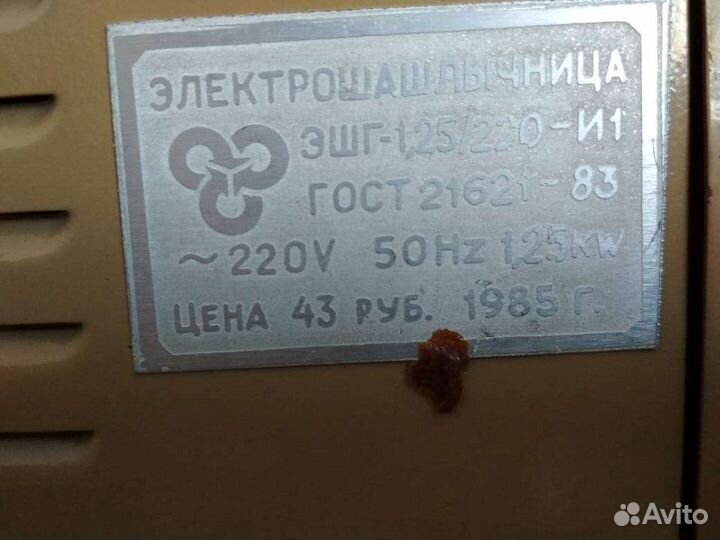 ЭЛЕКТРОШАШЛЫЧНИЦА
ЭШГ-1,25/220-И1
ГОСТ 21621-83
~220V 50Hz 1,25kW
ЦЕНА 43 РУБ. 1985 Г.
Avito